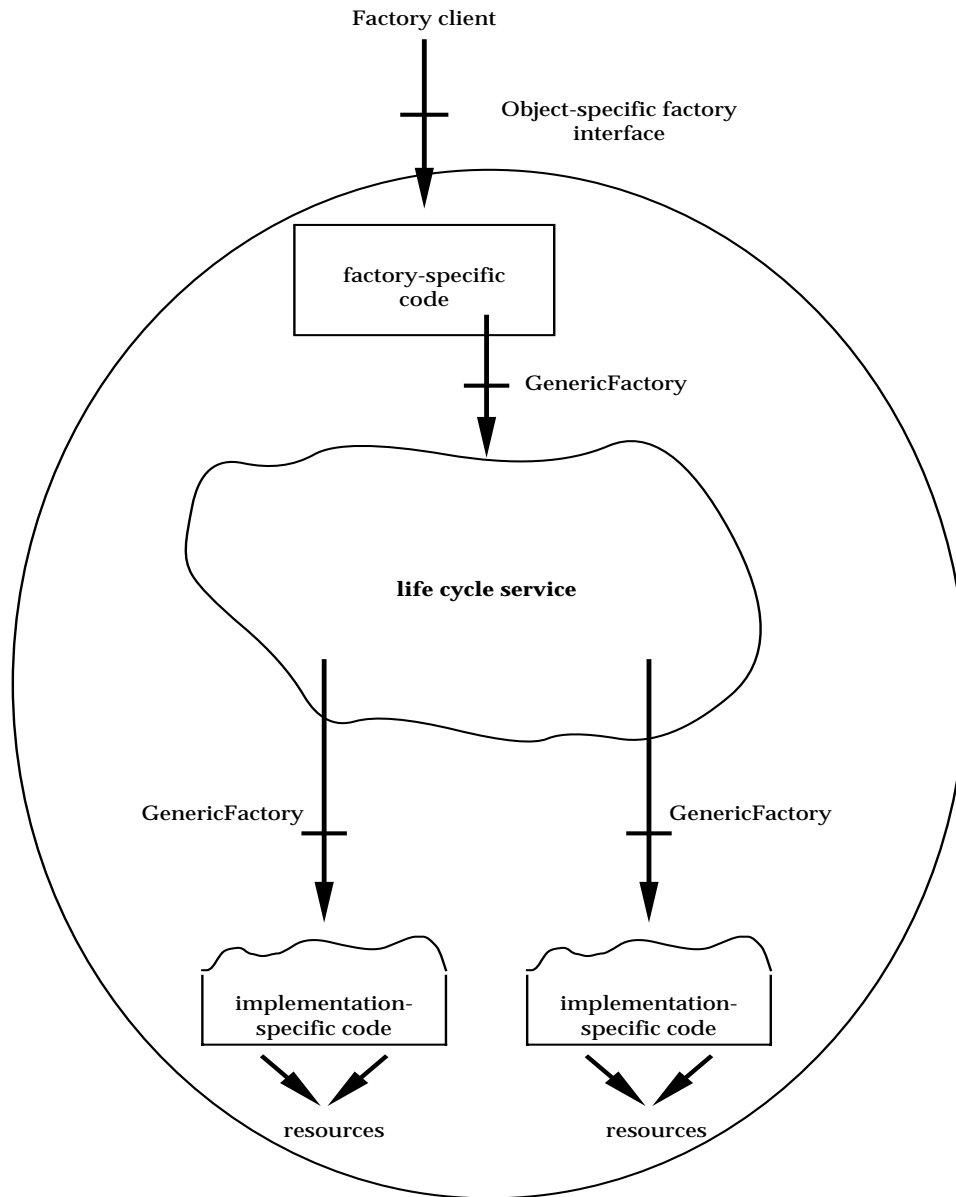 Factory client
Object-specific factory
interface
factory-specific
code
GenericFactory
life cycle service
GenericFactory
GenericFactory
implementation-
specific code
implementation-
specific code
resources
resources